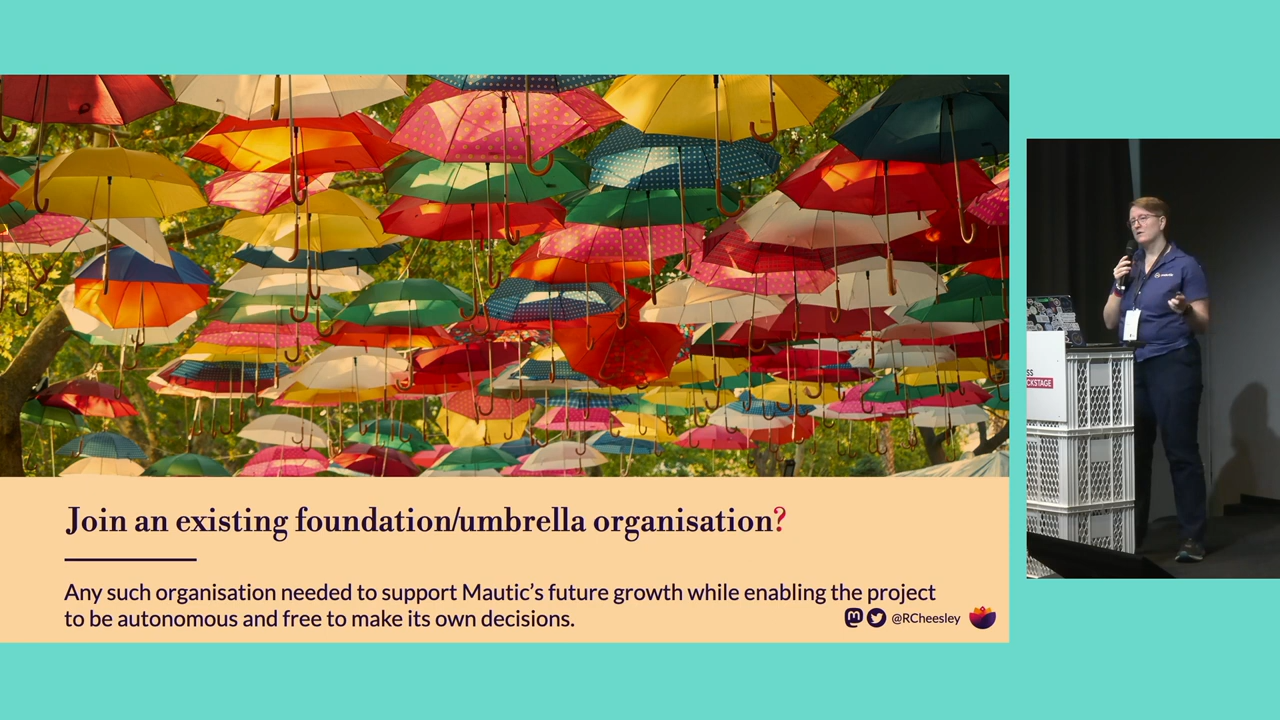 Join an existing foundation/umbrella organisation?
Any such organisation needed to support Mautic’s future growth while enabling the project
to be autonomous and free to make its own decisions.
@RCheesley
CKSTAGE